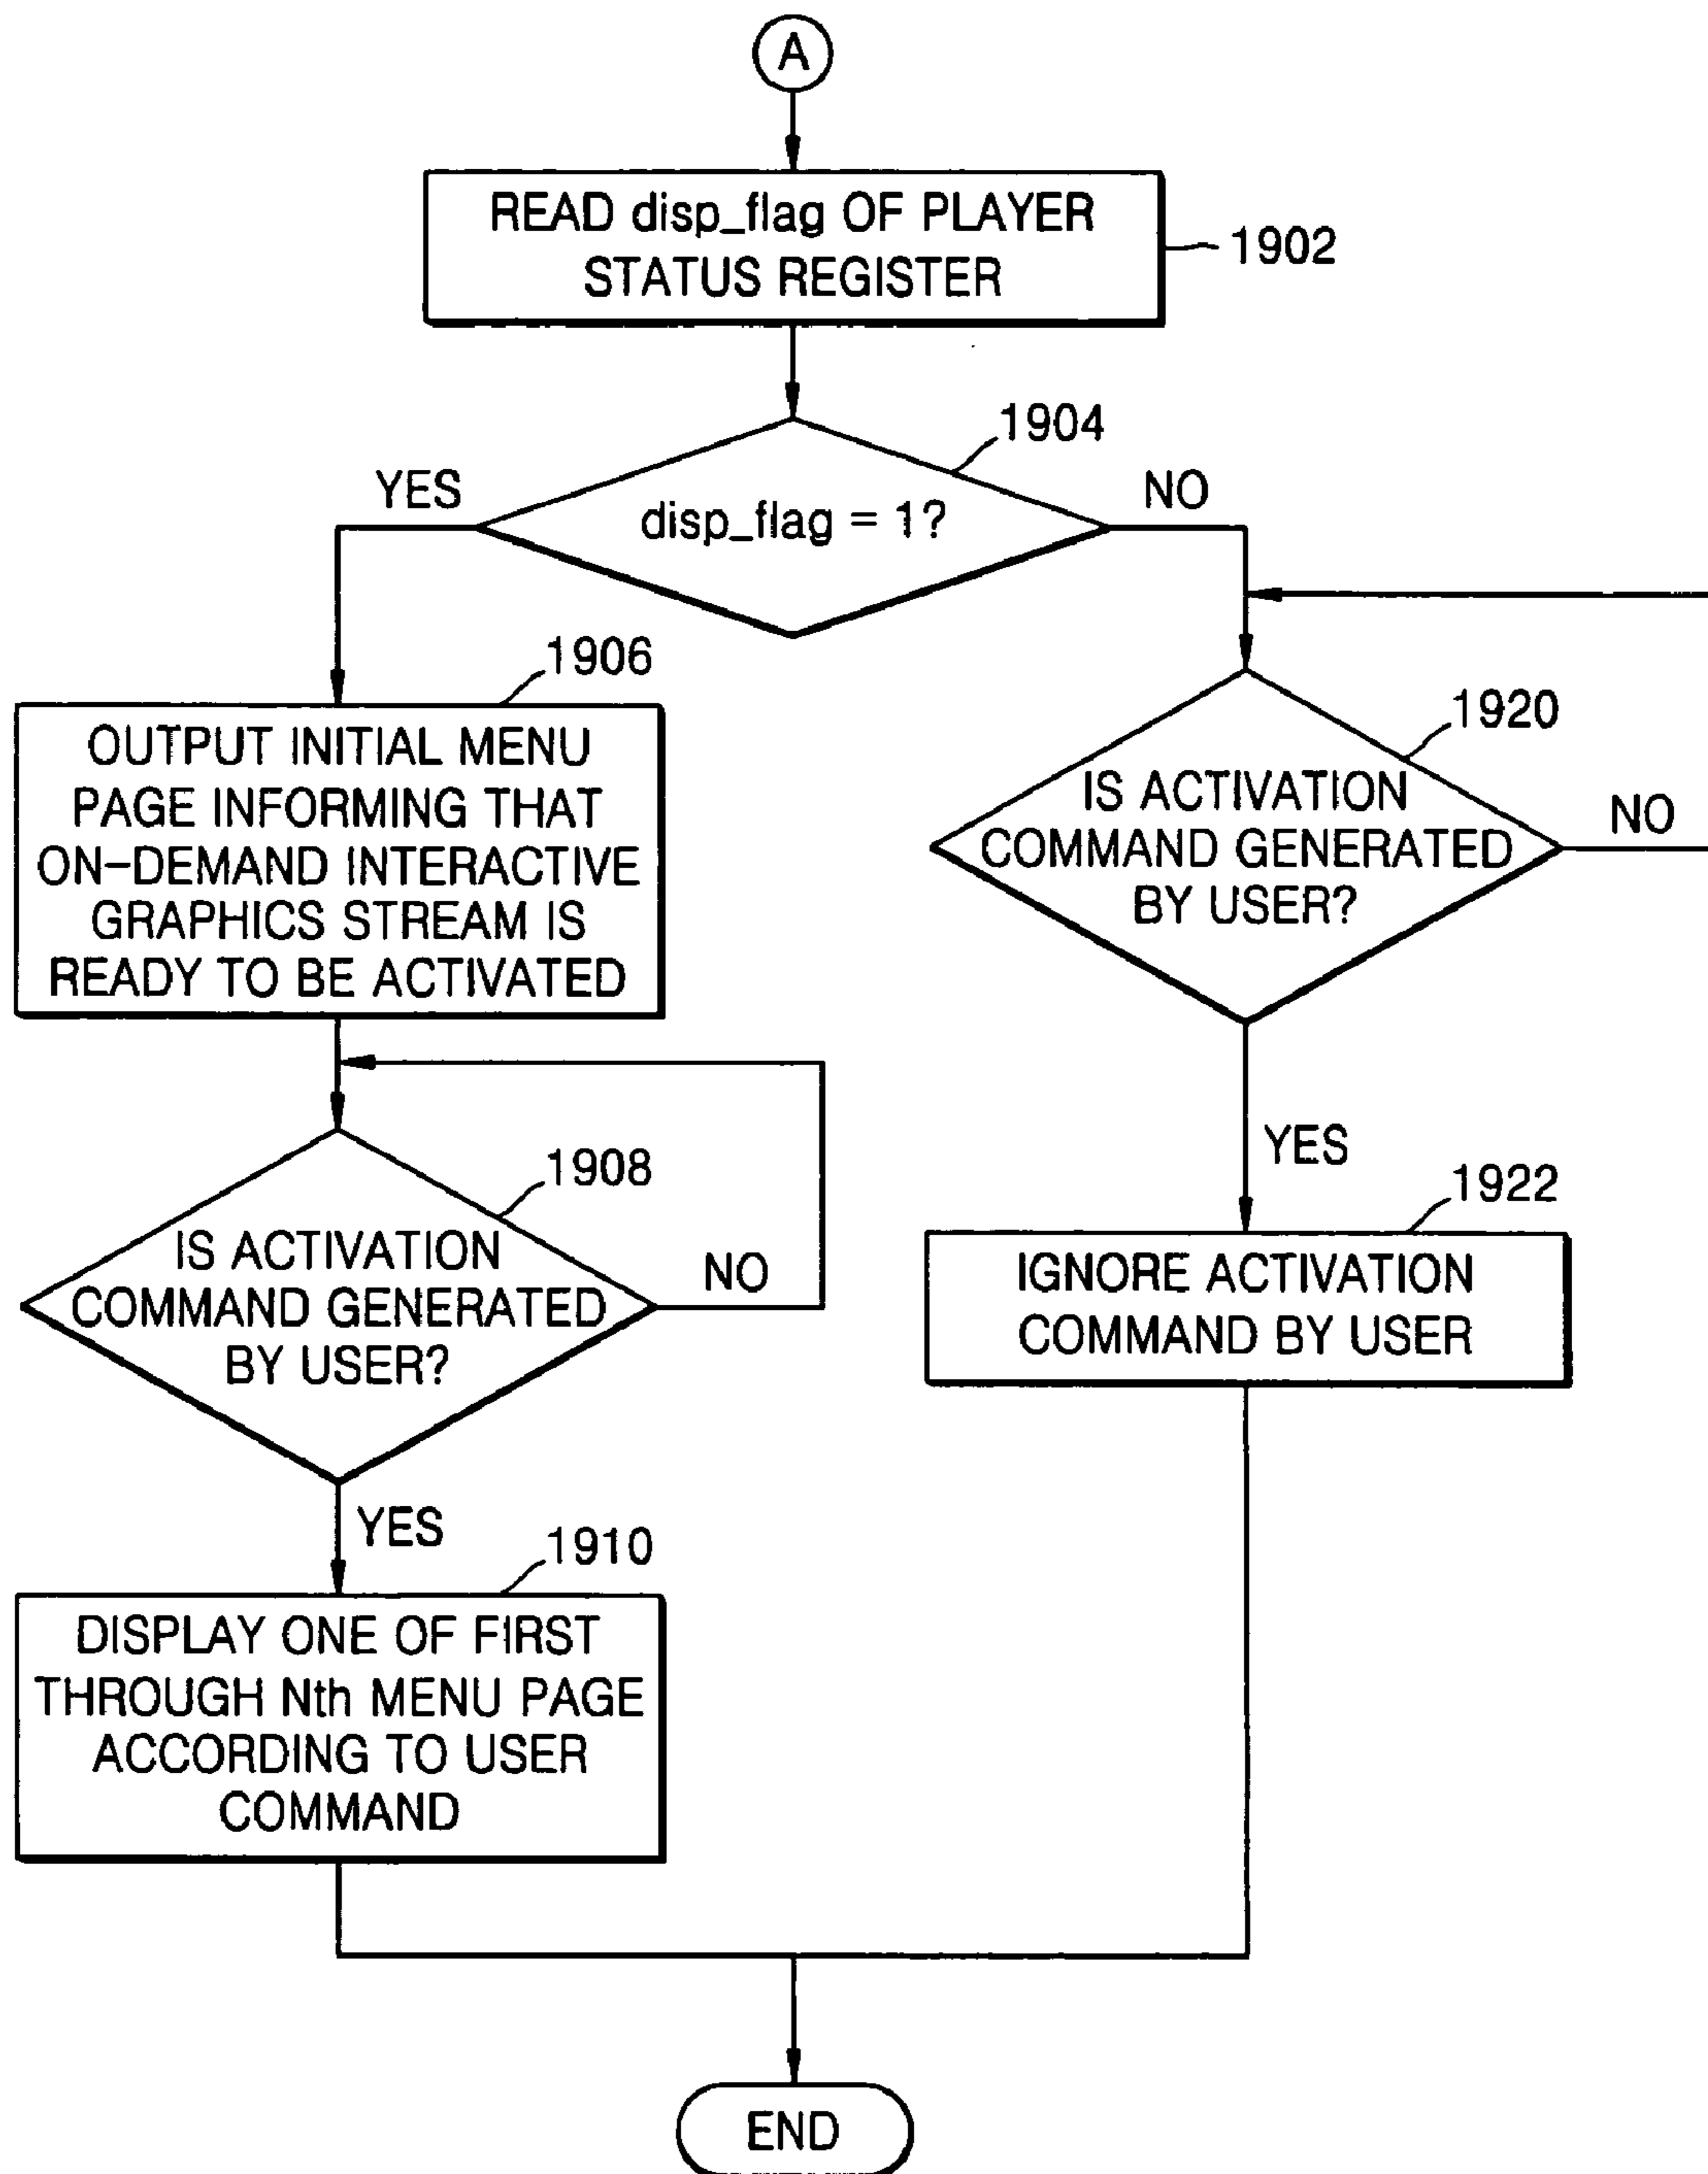 A
READ disp_flag OF PLAYER
STATUS REGISTER
1902
1904
YES
disp_flag = 1?
NO
1906
OUTPUT INITIAL MENU
PAGE INFORMING THAT
ON-DEMAND INTERACTIVE
GRAPHICS STREAM IS
READY TO BE ACTIVATED
1920
IS ACTIVATION
COMMAND GENERATED
BY USER?
NO
1908
IS ACTIVATION
COMMAND GENERATED
BY USER?
NO
YES
1922
IGNORE ACTIVATION
COMMAND BY USER
YES
1910
DISPLAY ONE OF FIRST
THROUGH Nth MENU PAGE
ACCORDING TO USER
COMMAND
END